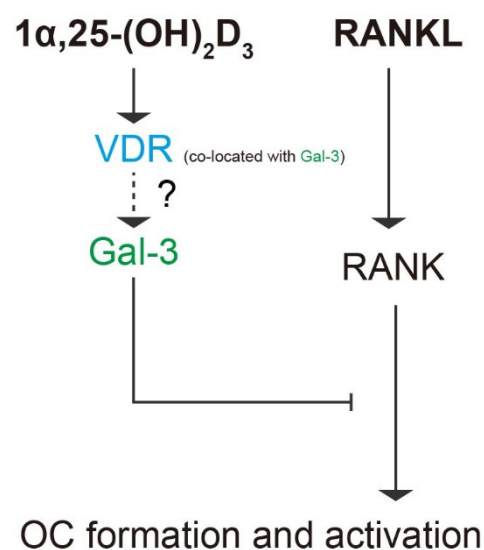 1α,25-(OH)₂D₃ RANKL
VDR (co-located with Gal-3)
?
Gal-3
RANK
OC formation and activation